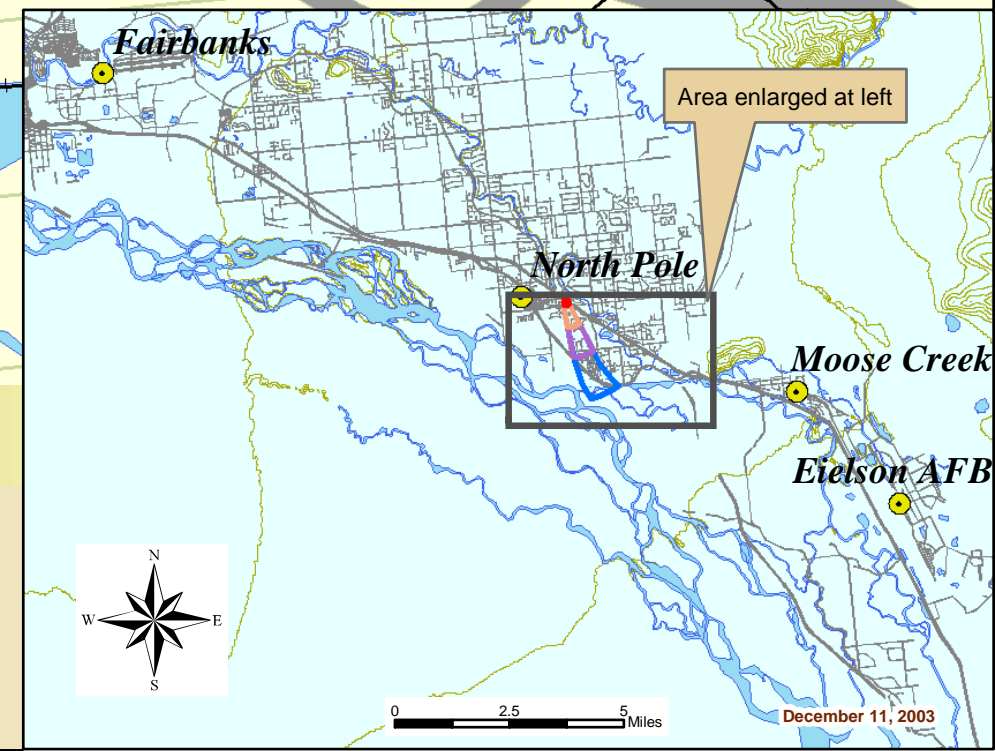 Fairbanks
Area enlarged at left
North Pole
Moose Creek
Eielson AFB
N
W E
S
0 2.5 5
Miles
December 11, 2003